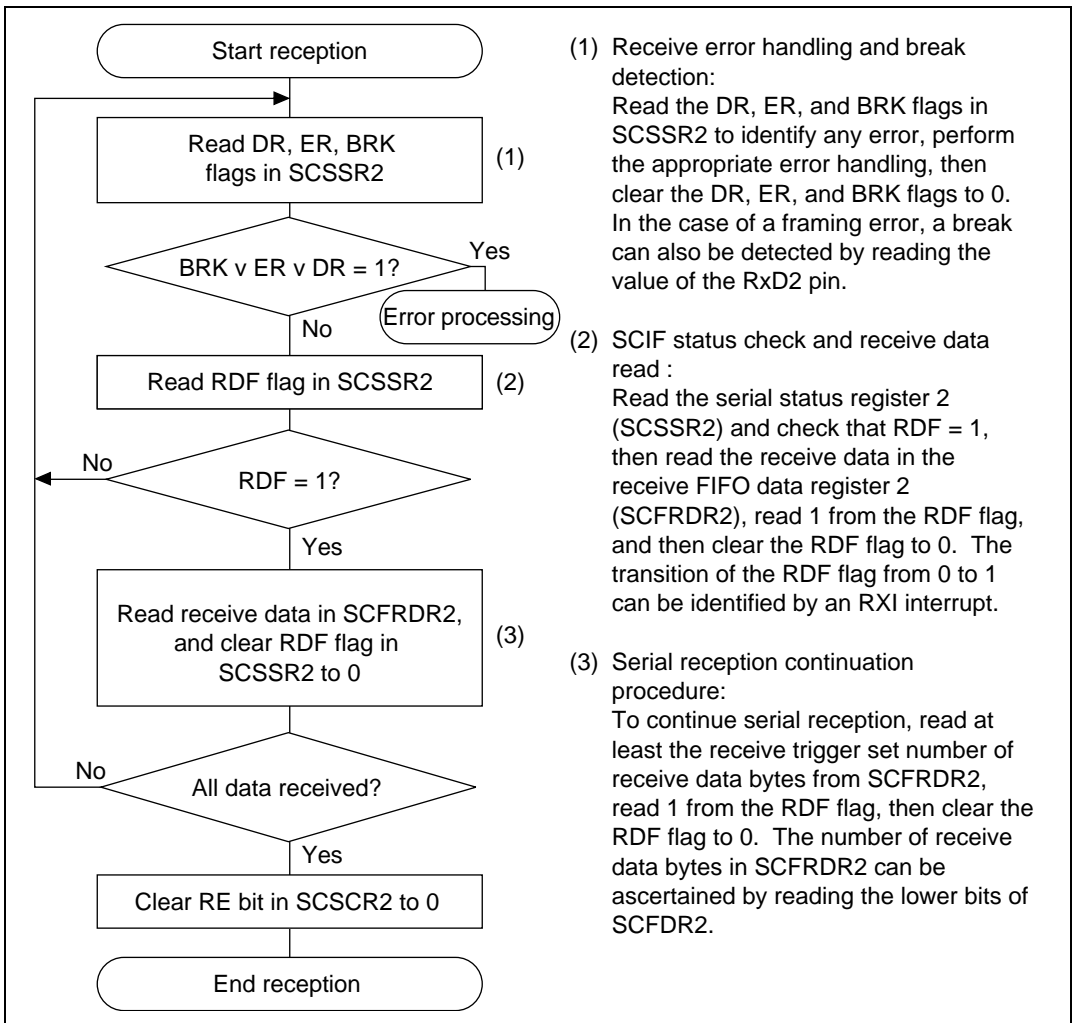 Start reception
Read DR, ER, BRK
flags in SCSSR2
(1)
BRK v ER v DR = 1?
Yes
Error processing
No
Read RDF flag in SCSSR2
(2)
RDF = 1?
No
Yes
Read receive data in SCFRDR2,
and clear RDF flag in
SCSSR2 to 0
(3)
All data received?
No
Yes
Clear RE bit in SCSCR2 to 0
End reception
(1) Receive error handling and break
detection:
Read the DR, ER, and BRK flags in
SCSSR2 to identify any error, perform
the appropriate error handling, then
clear the DR, ER, and BRK flags to 0.
In the case of a framing error, a break
can also be detected by reading the
value of the RxD2 pin.
(2) SCIF status check and receive data
read :
Read the serial status register 2
(SCSSR2) and check that RDF = 1,
then read the receive data in the
receive FIFO data register 2
(SCFRDR2), read 1 from the RDF flag,
and then clear the RDF flag to 0. The
transition of the RDF flag from 0 to 1
can be identified by an RXI interrupt.
(3) Serial reception continuation
procedure:
To continue serial reception, read at
least the receive trigger set number of
receive data bytes from SCFRDR2,
read 1 from the RDF flag, then clear the
RDF flag to 0. The number of receive
data bytes in SCFRDR2 can be
ascertained by reading the lower bits of
SCFDR2.